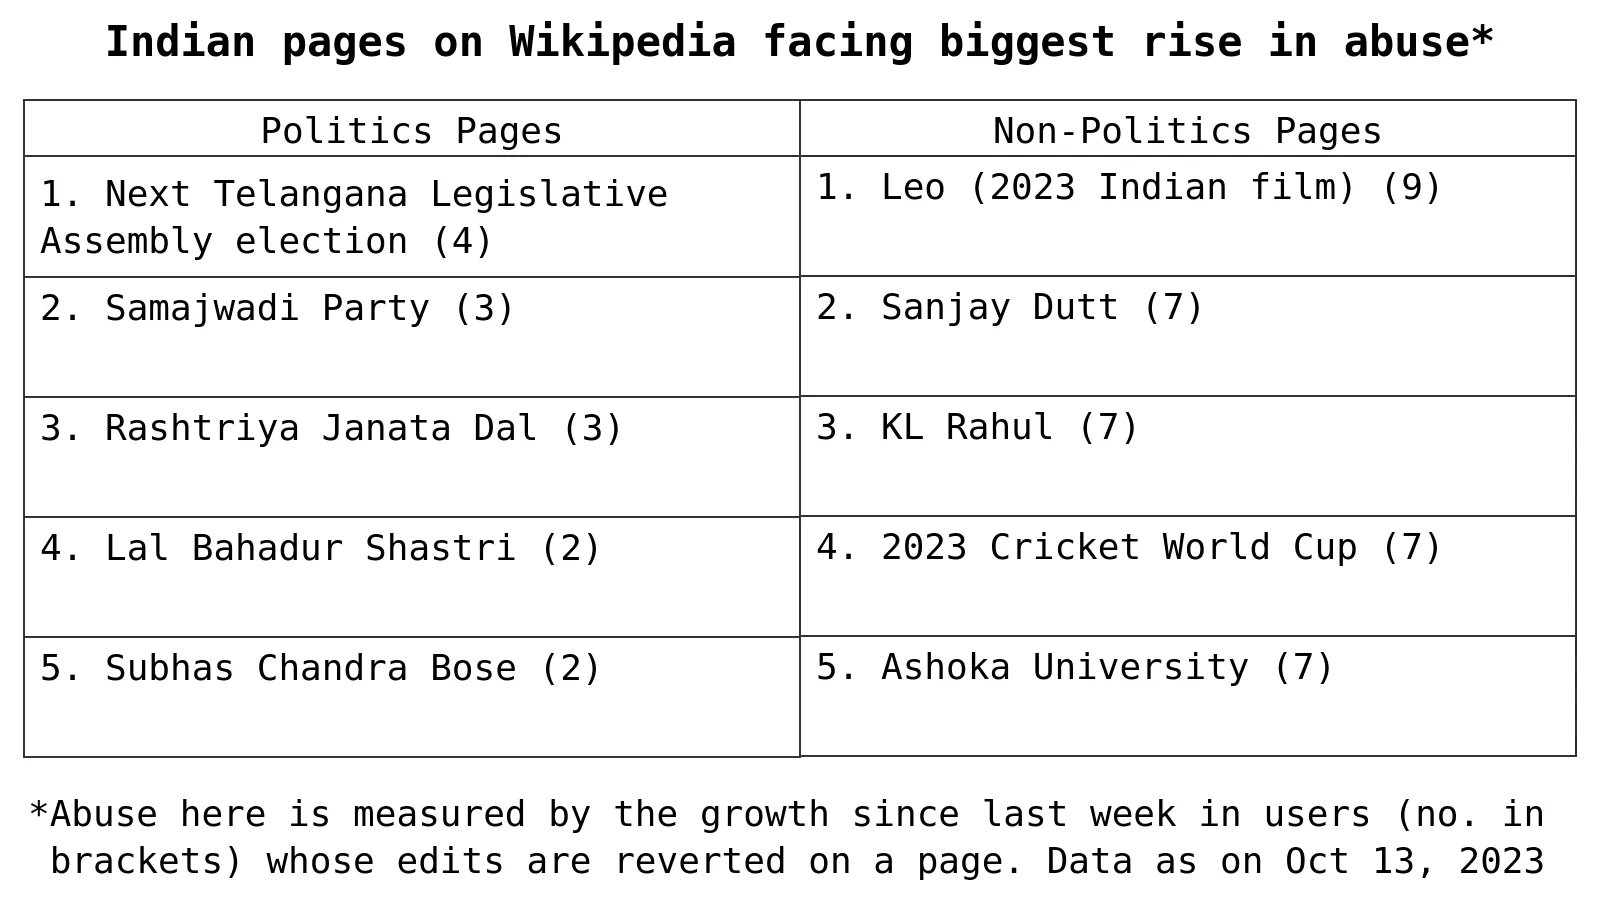 Indian pages on Wikipedia facing biggest rise in abuse*
Politics Pages
Non-Politics Pages
1. Next Telangana Legislative
Assembly election (4)
1. Leo (2023 Indian film) (9)
2. Samajwadi Party (3)
2. Sanjay Dutt (7)
3. Rashtriya Janata Dal (3)
3. KL Rahul (7)
4. Lal Bahadur Shastri (2)
4. 2023 Cricket World Cup (7)
5. Subhas Chandra Bose (2)
5. Ashoka University (7)
*Abuse here is measured by the growth since last week in users (no. in
brackets) whose edits are reverted on a page. Data as on Oct 13, 2023